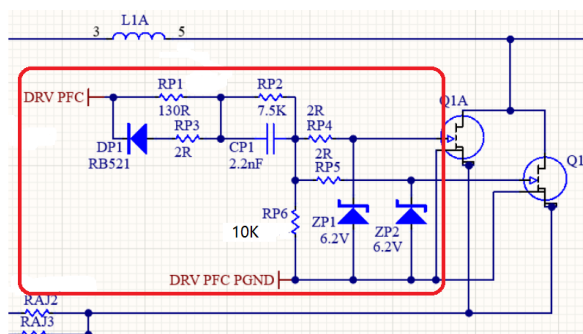 L1A
3 5
DRV PFC
RP1
130R
RP2
7.5K
DP1
RB521
RP3
2R
CP1
2.2nF
2R
RP4
2R
RP5
Q1A
Q1
RP6
10K
ZP1
6.2V
ZP2
6.2V
DRV PFC PGND
RAJ2
RAJ3